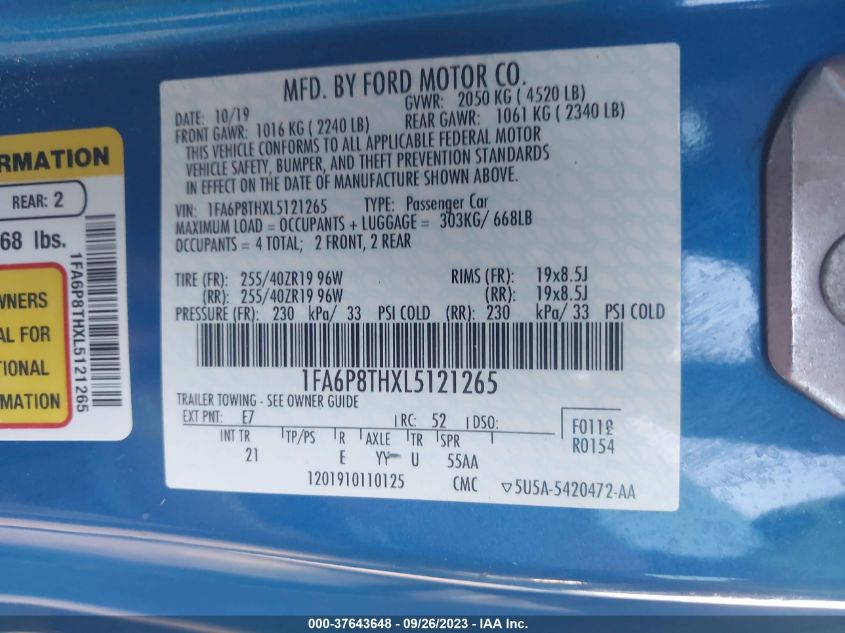 RMATION
REAR: 2
68 lbs.
WNERS
AL FOR
TIONAL
RMATION
1FA6P8THXL5121265
MFD. BY FORD MOTOR CO.
DATE: 10/19 GVWR: 2050 KG ( 4520 LB)
FRONT GAWR: 1016 KG ( 2240 LB) REAR GAWR: 1061 KG ( 2340 LB)
THIS VEHICLE CONFORMS TO ALL APPLICABLE FEDERAL MOTOR
VEHICLE SAFETY, BUMPER, AND THEFT PREVENTION STANDARDS
IN EFFECT ON THE DATE OF MANUFACTURE SHOWN ABOVE.
VIN: 1FA6P8THXL5121265 TYPE: Passenger Car
MAXIMUM LOAD = OCCUPANTS + LUGGAGE = 303KG/ 668LB
OCCUPANTS = 4 TOTAL; 2 FRONT, 2 REAR
TIRE (FR): 255/40ZR19 96W RIMS (FR): 19x8.5J
(RR): 255/40ZR19 96W (RR): 19x8.5J
PRESSURE (FR): 230 kPa/ 33 PSI COLD (RR): 230 kPa/ 33 PSI COLD
1FA6P8THXL5121265
TRAILER TOWING - SEE OWNER GUIDE
EXT PNT: E7 RC: 52 DSO:
INT TR TP/PS R AXLE TR SPR
21 E YY U 55AA
F0118
R0154
1201910110125 CMC ▽5U5A-5420472-AA
000-37643648 - 09/26/2023 - IAA Inc.